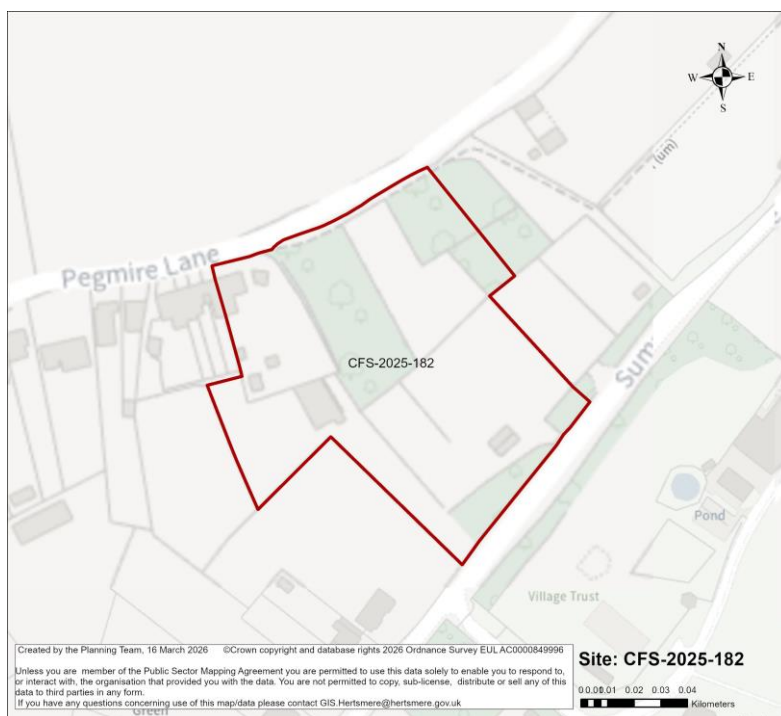 N
W E
S
(um)
Pegmire Lane
CFS-2025-182
Sum
Pond
Village Trust
Created by the Planning Team, 16 March 2026 ©Crown copyright and database rights 2026 Ordnance Survey EUL AC0000849996
Unless you are member of the Public Sector Mapping Agreement you are permitted to use this data solely to enable you to respond to,
or interact with, the organisation that provided you with the data. You are not permitted to copy, sub-license, distribute or sell any of this
data to third parties in any form.
If you have any questions concerning use of this map/data please contact GIS.Hertsmere@hertsmere.gov.uk
Green
Site: CFS-2025-182
0.02 0.03 0.04
Kilometers